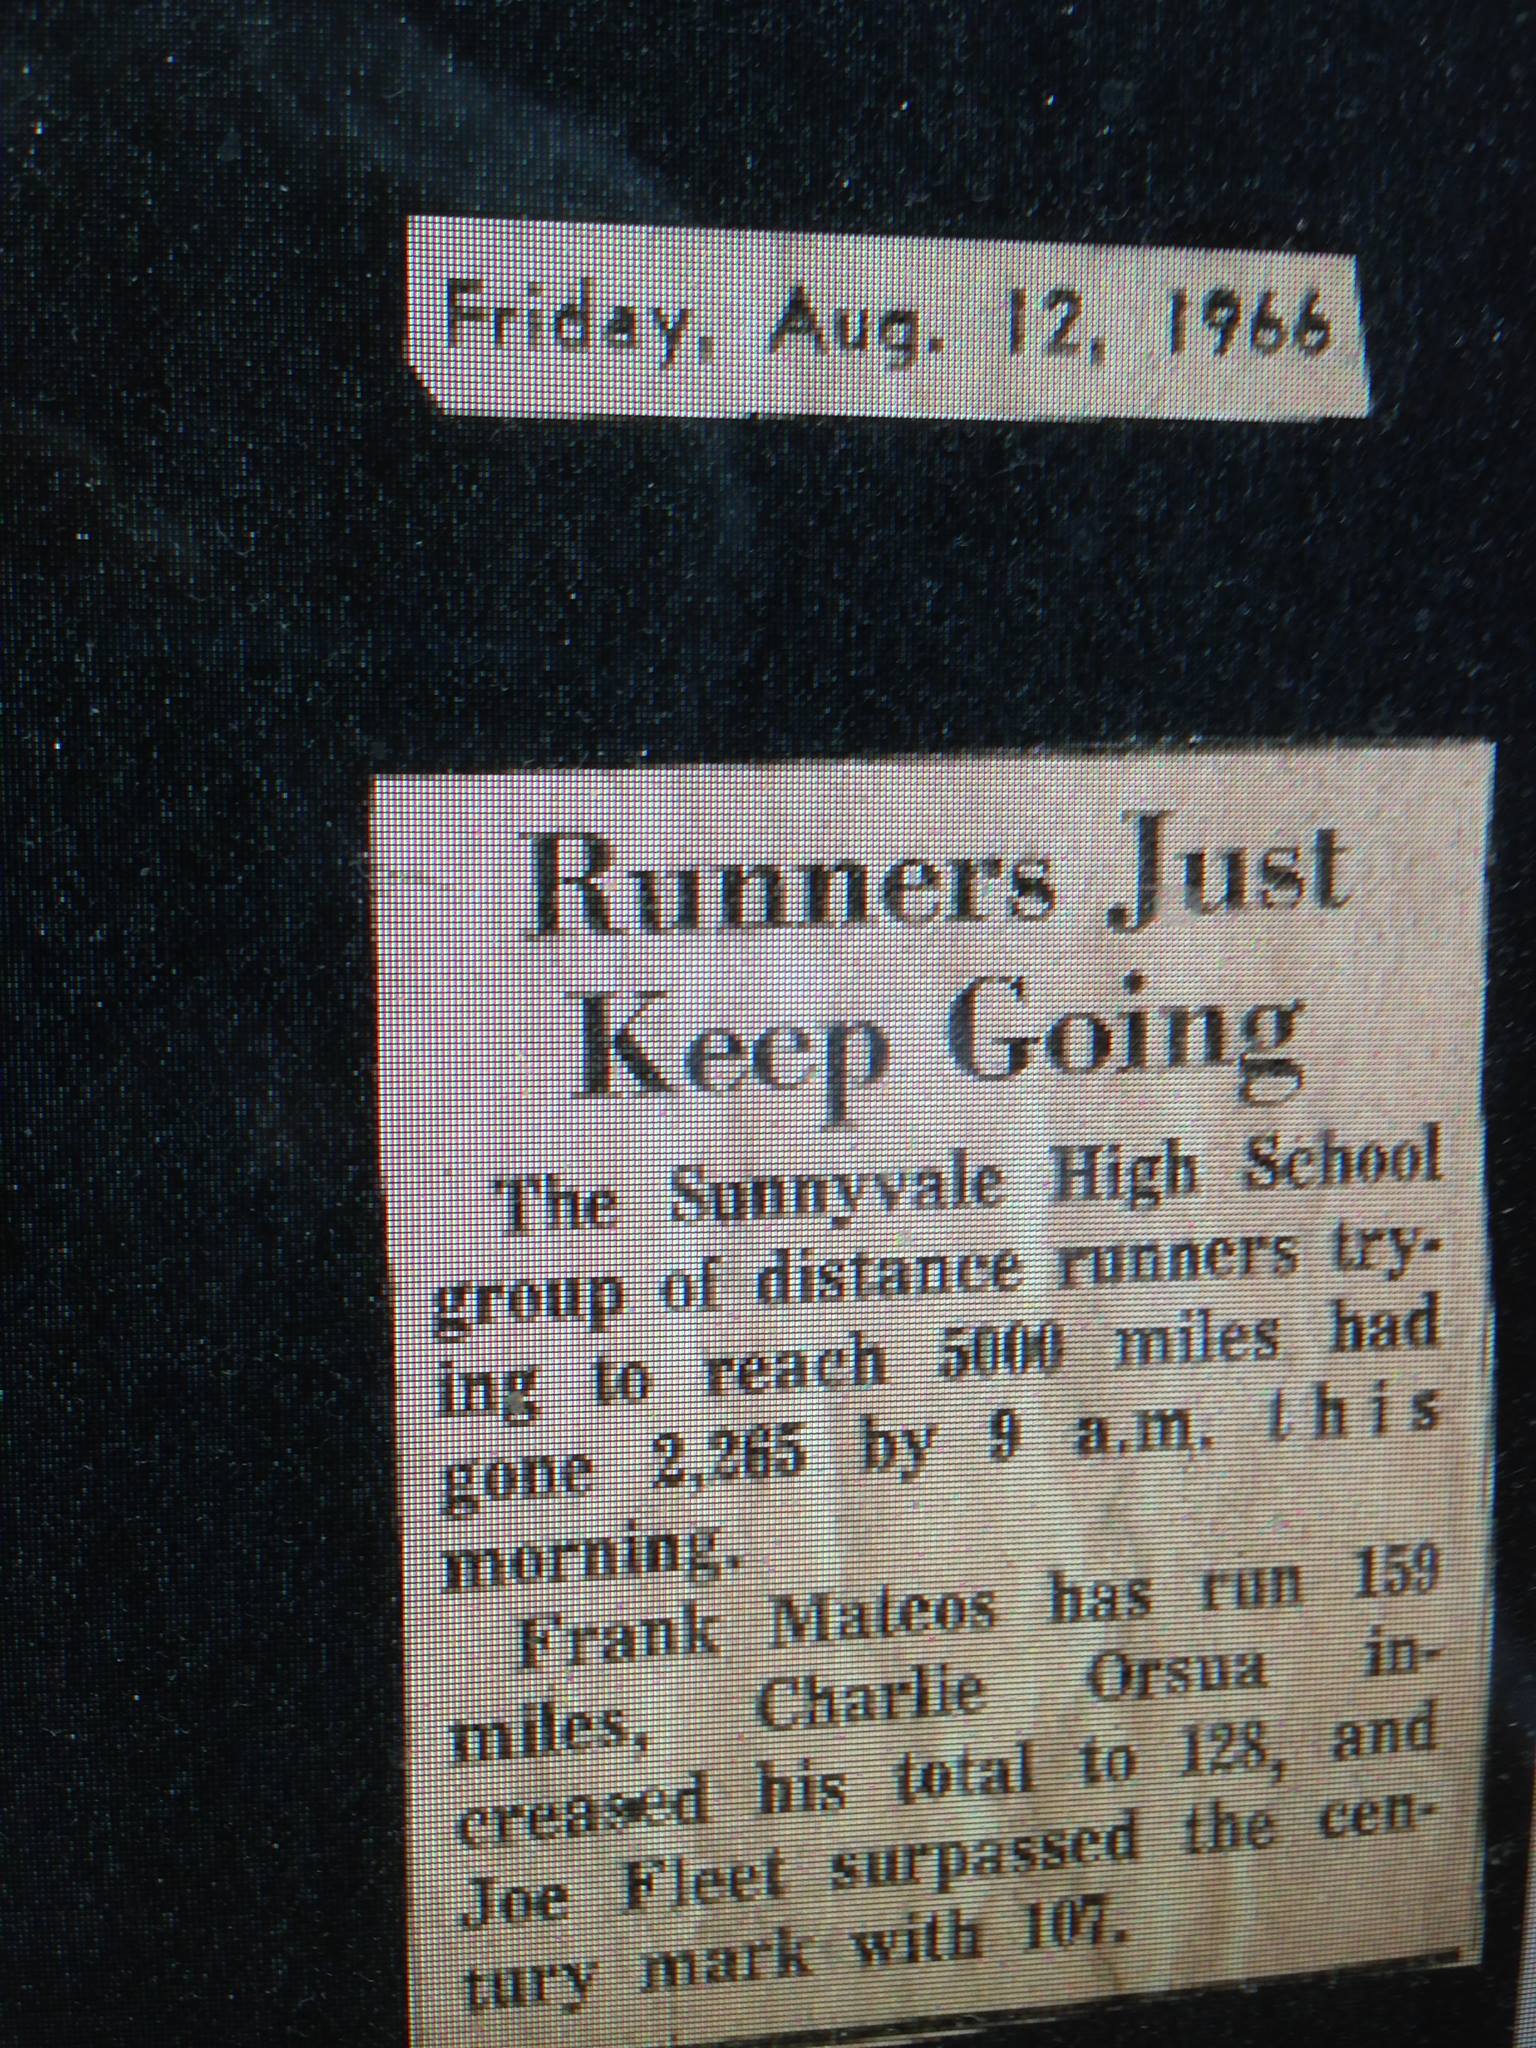 Friday, Aug. 12, 1966
Runners Just
Keep Going
The Sunnyvale High School
group of distance runners try-
ing to reach 5000 miles had
gone 2,265 by 9 a.m. this
morning.
Frank Mateos has run 159
miles, Charlie Orsua in-
creased his total to 128, and
Joe Fleet surpassed the cen-
tury mark with 107.